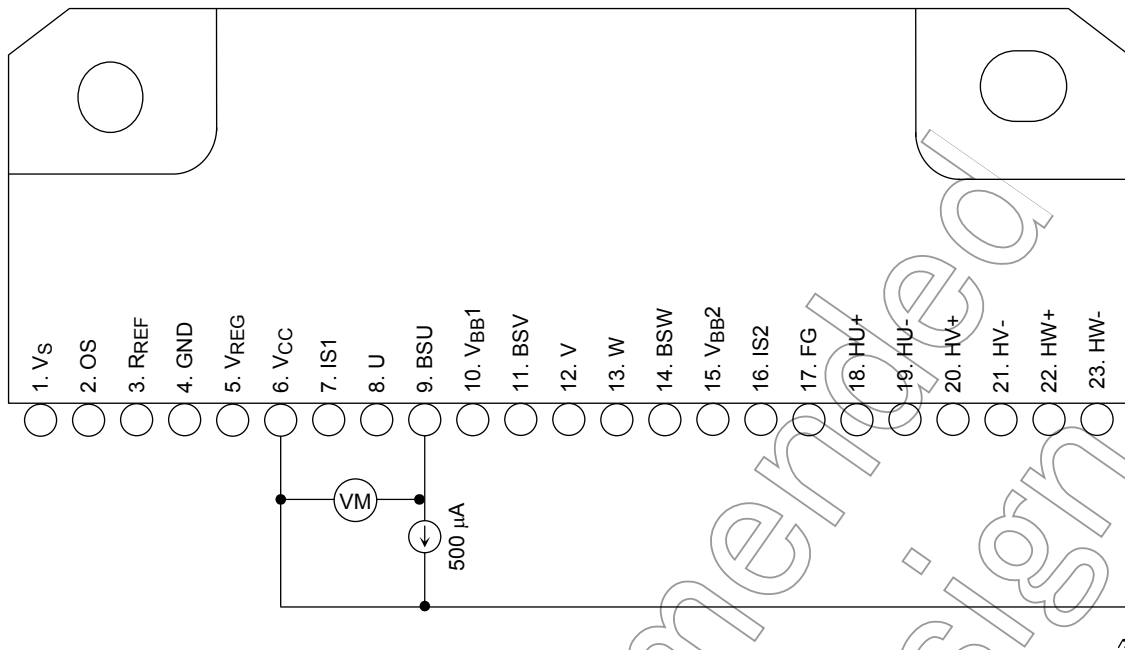 1. VS
2. OS
3. RREF
4. GND
5. VREG
6. VCC
7. IS1
8. U
9. BSU
10. VBB1
11. BSV
12. V
13. W
14. BSW
15. VBB2
16. IS2
17. FG
18. HU+
19. HU-
20. HV+
21. HV-
22. HW+
23. HW-
VM
500 μA
mended
sign